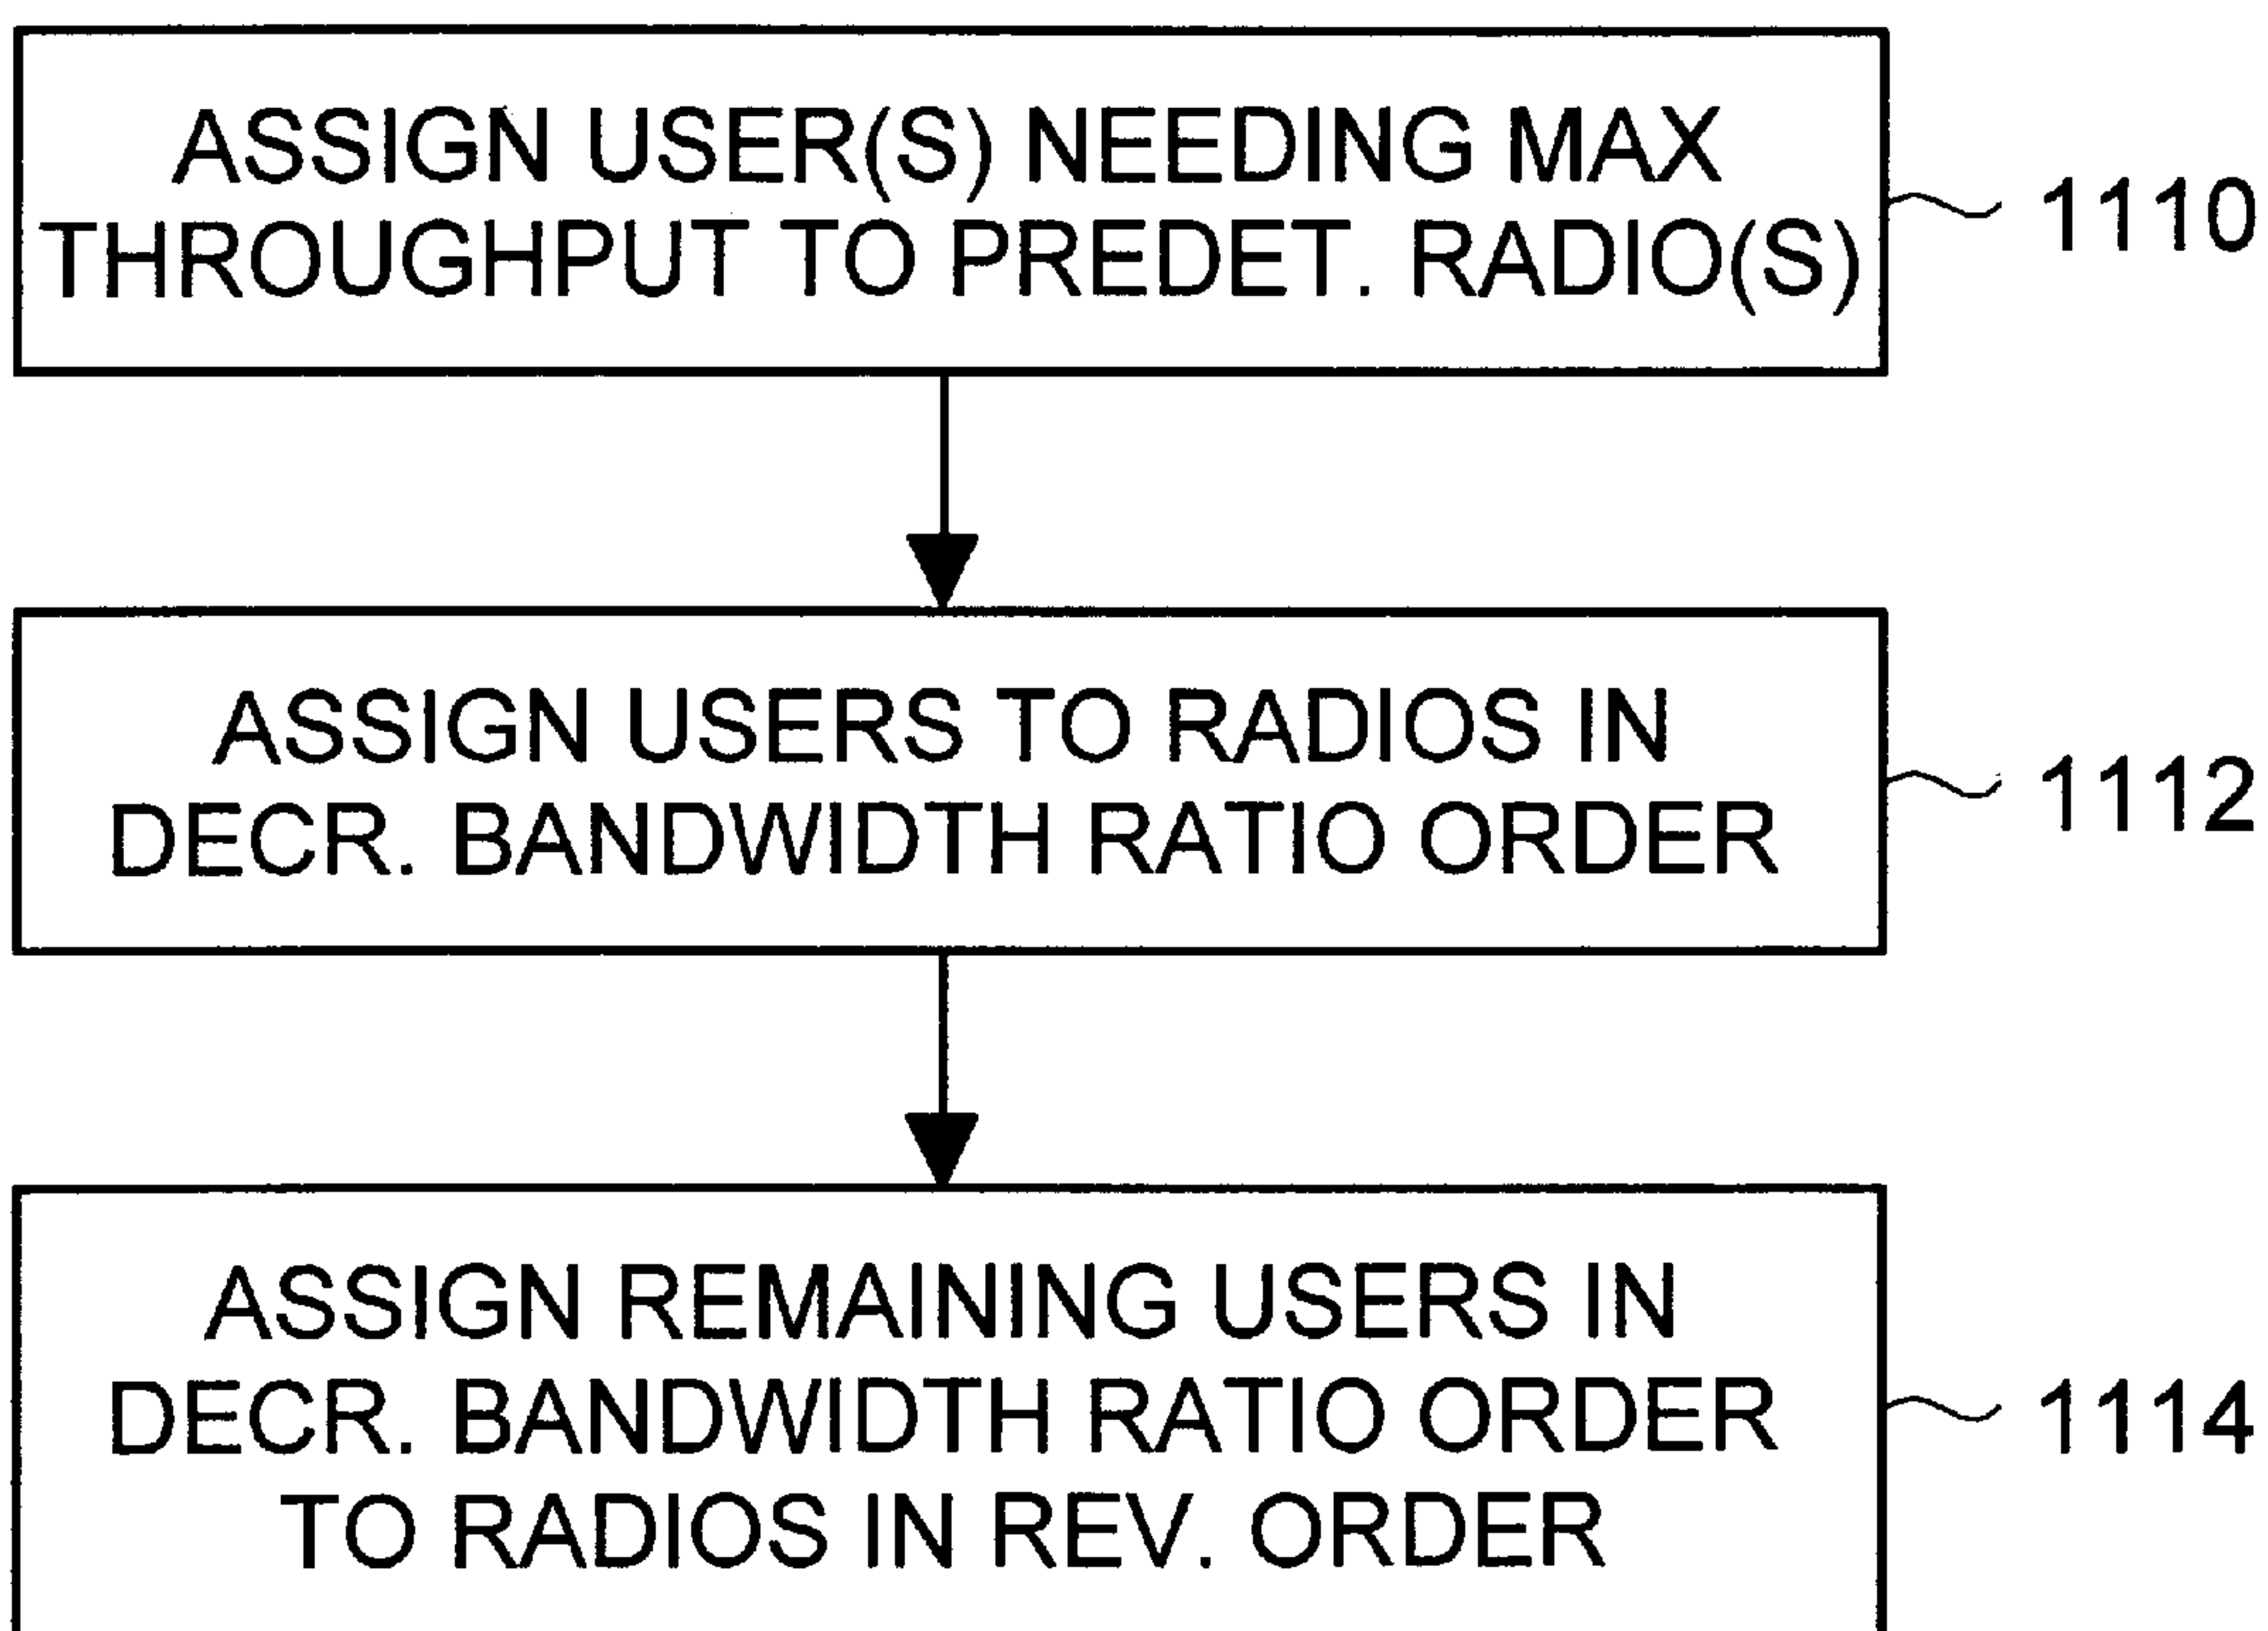 ASSIGN USER(S) NEEDING MAX
THROUGHPUT TO PREDET. RADIO(S)
1110
ASSIGN USERS TO RADIOS IN
DECR. BANDWIDTH RATIO ORDER
1112
ASSIGN REMAINING USERS IN
DECR. BANDWIDTH RATIO ORDER
TO RADIOS IN REV. ORDER
1114